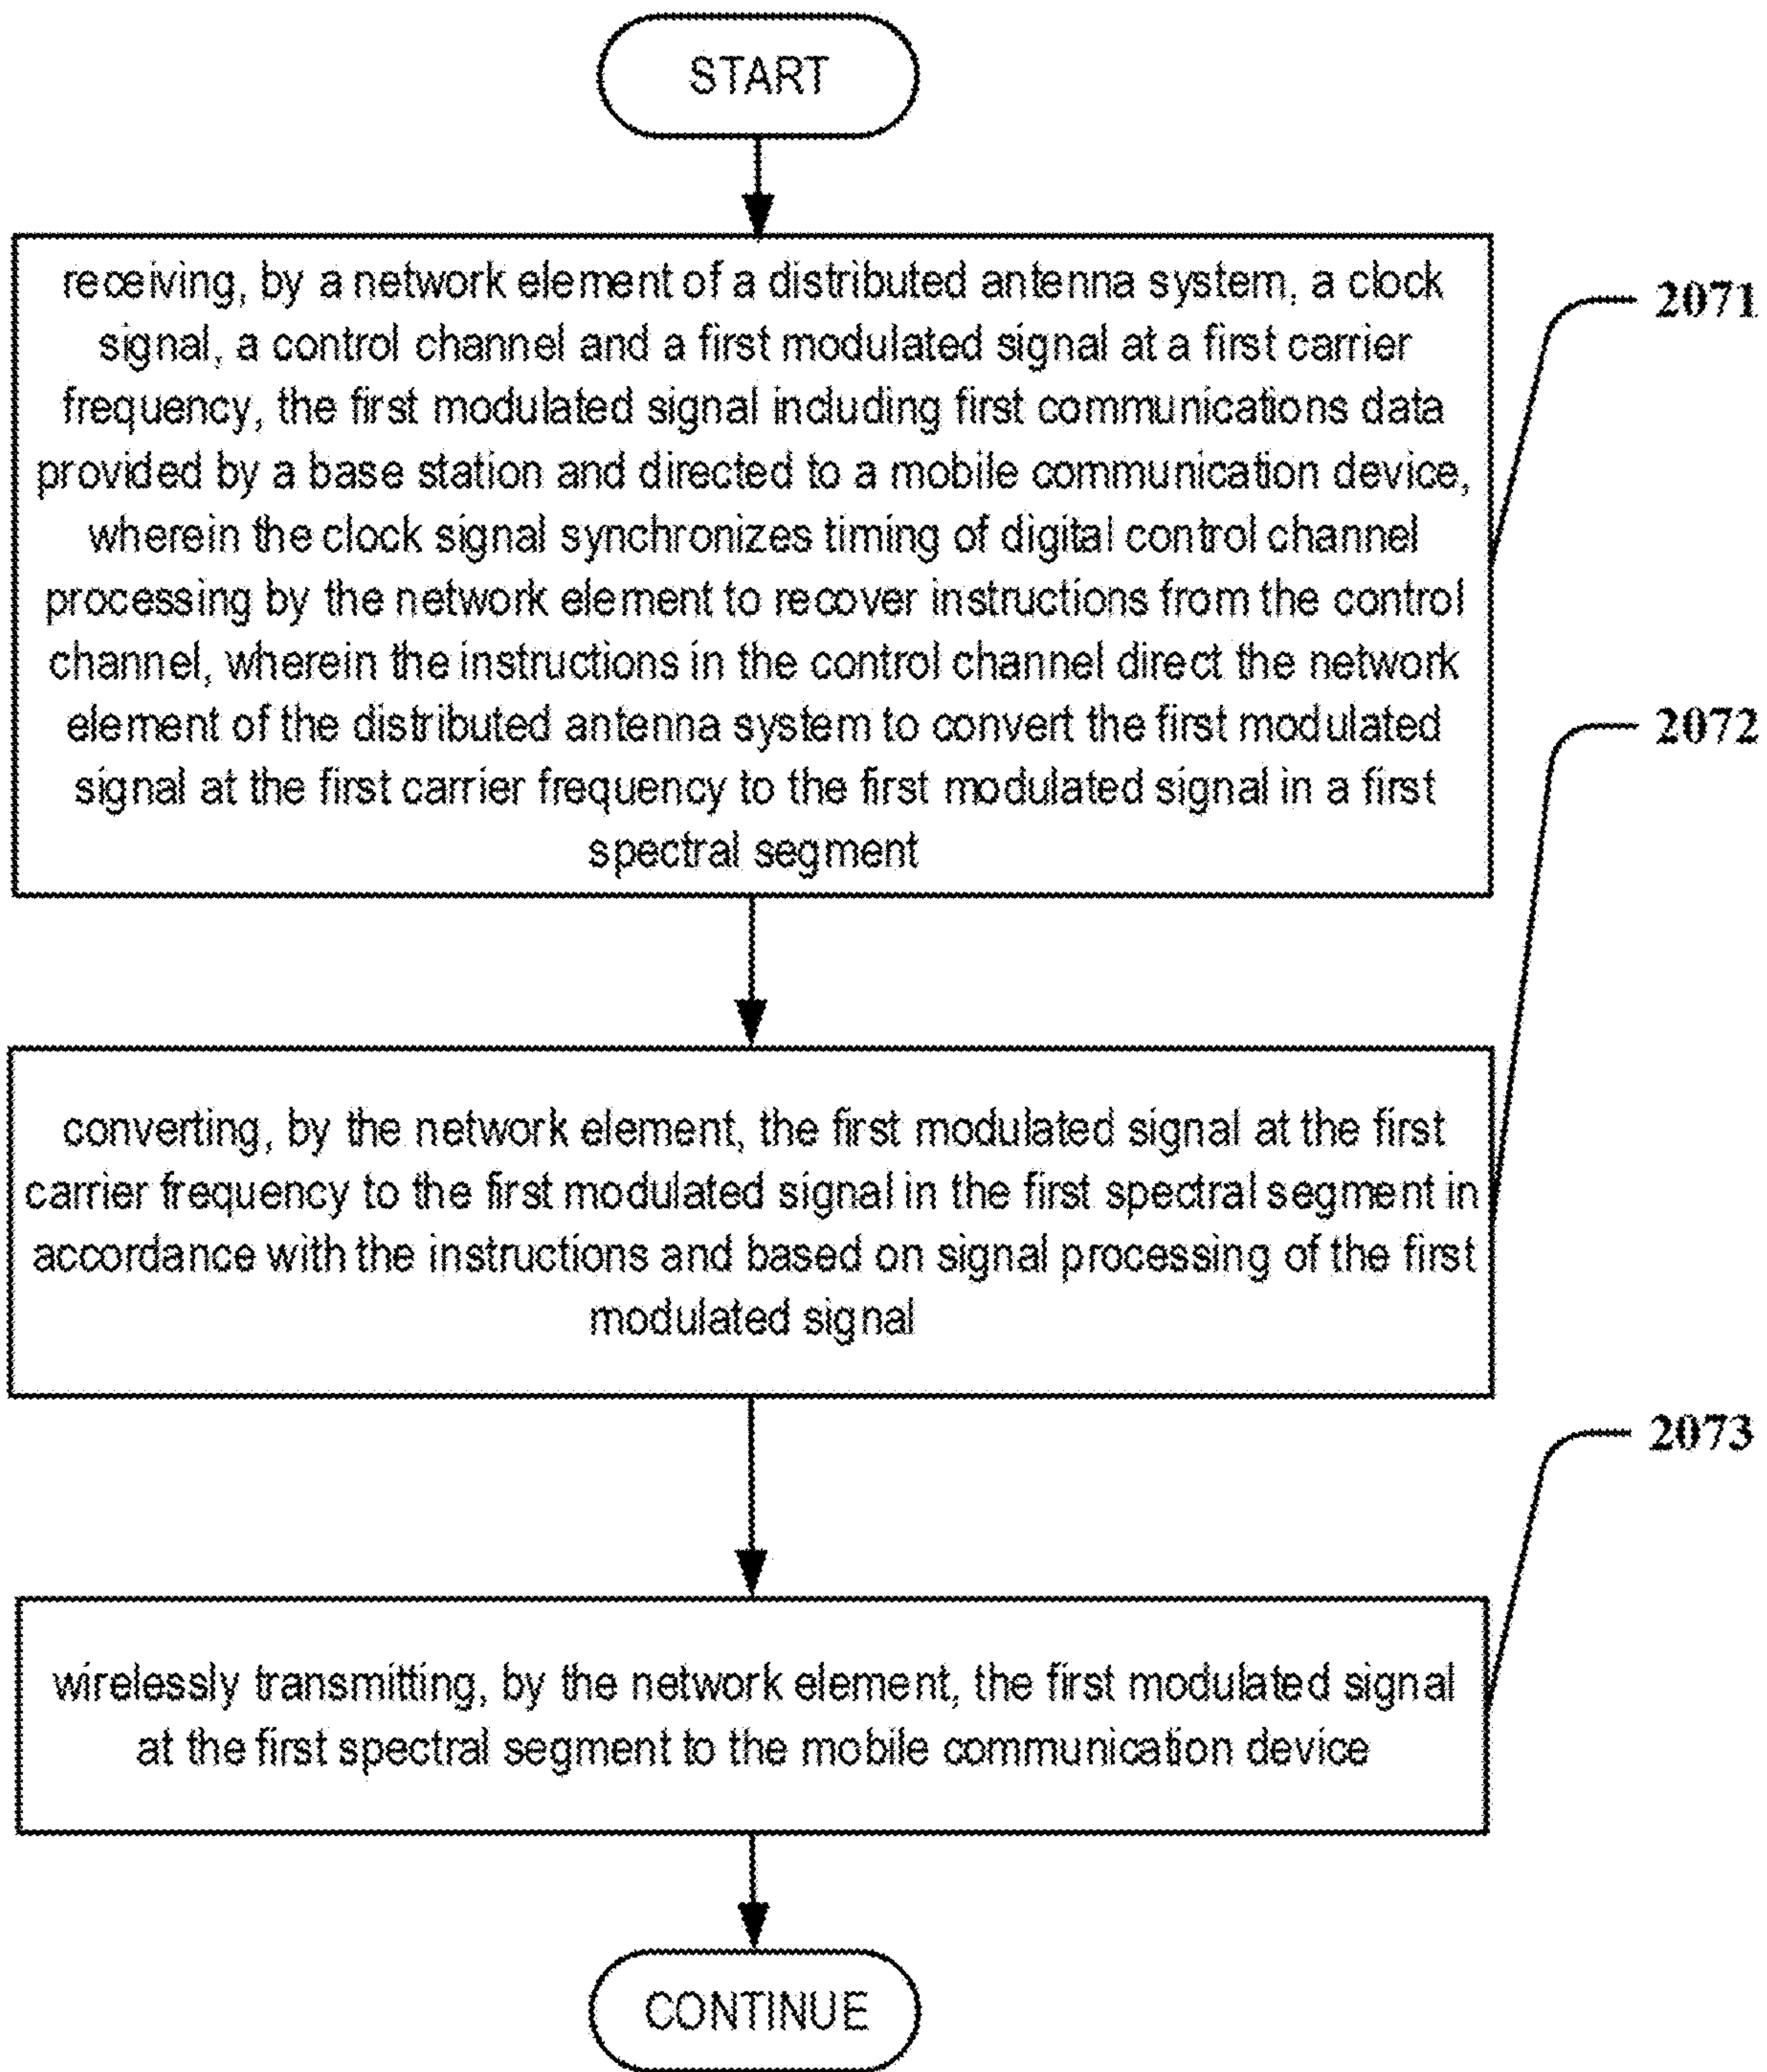 START
receiving, by a network element of a distributed antenna system, a clock
signal, a control channel and a first modulated signal at a first carrier
frequency, the first modulated signal including first communications data
provided by a base station and directed to a mobile communication device,
wherein the clock signal synchronizes timing of digital control channel
processing by the network element to recover instructions from the control
channel, wherein the instructions in the control channel direct the network
element of the distributed antenna system to convert the first modulated
signal at the first carrier frequency to the first modulated signal in a first
spectral segment
2071
converting, by the network element, the first modulated signal at the first
carrier frequency to the first modulated signal in the first spectral segment in
accordance with the instructions and based on signal processing of the first
modulated signal
2072
wirelessly transmitting, by the network element, the first modulated signal
at the first spectral segment to the mobile communication device
2073
CONTINUE